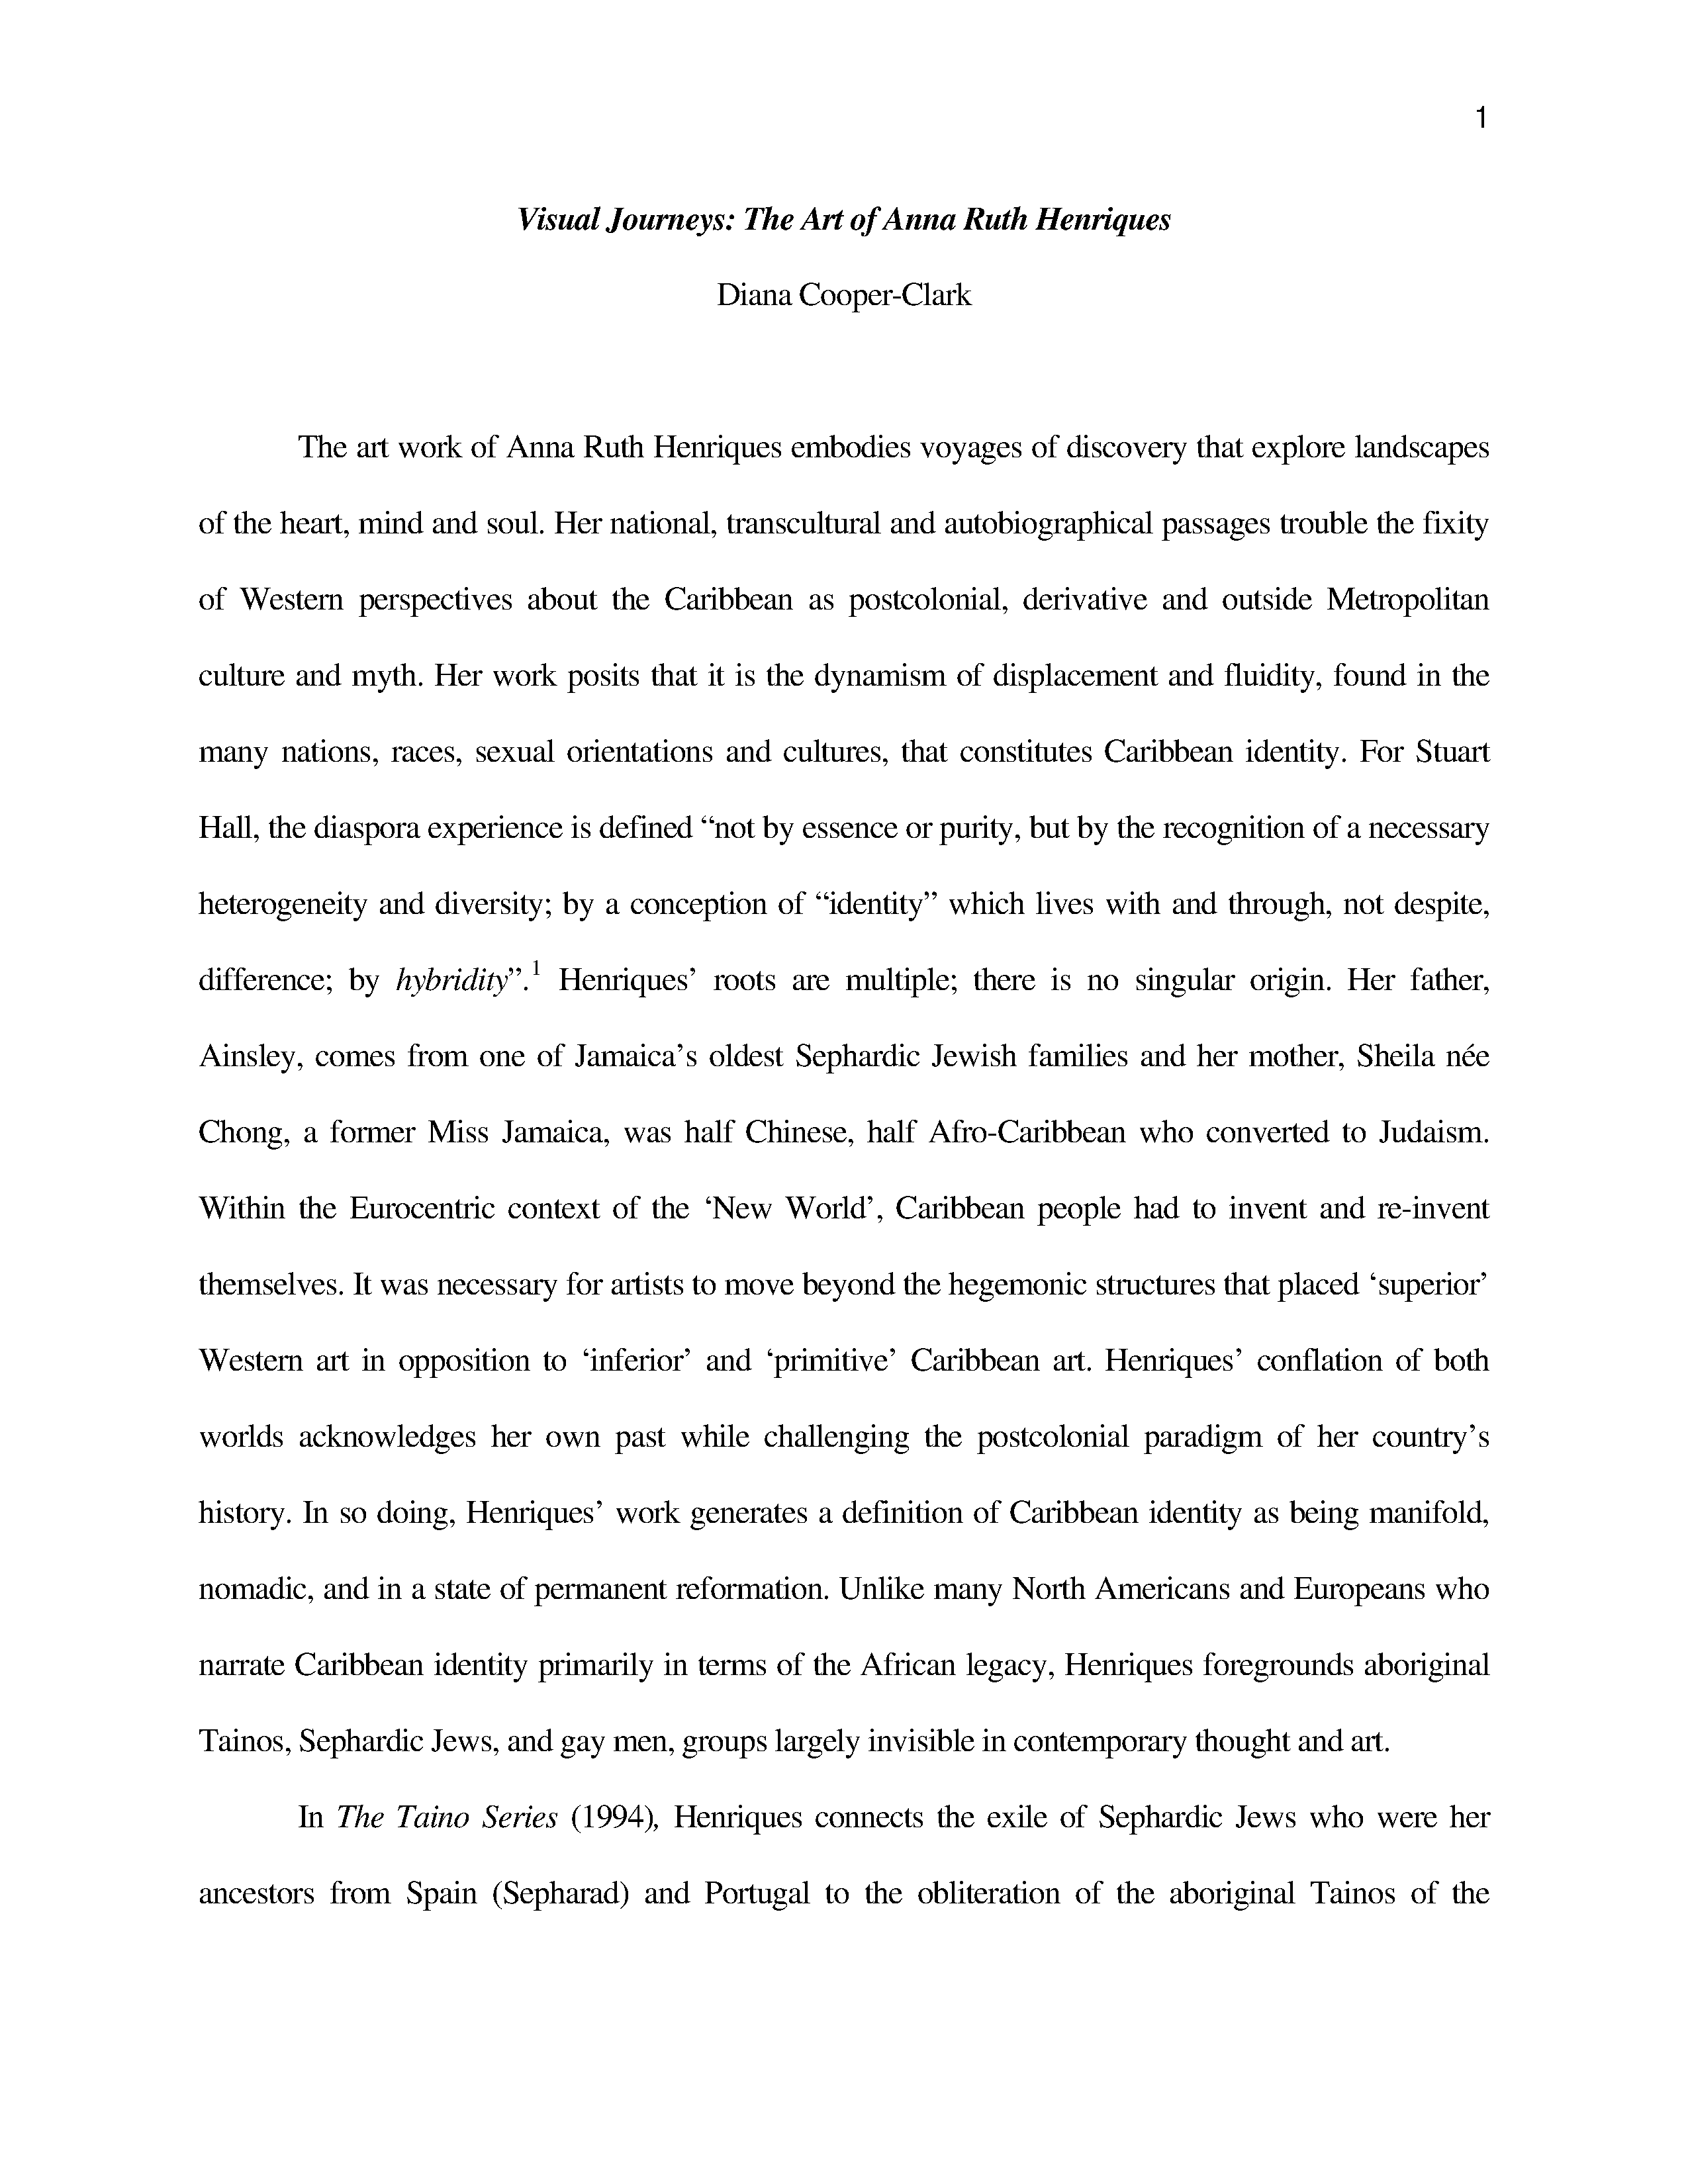 1
Visual Journeys: The Art of Anna Ruth Henriques
Diana Cooper-Clark
The art work of Anna Ruth Henriques embodies voyages of discovery that explore landscapes
of the heart, mind and soul. Her national, transcultural and autobiographical passages trouble the fixity
of Western perspectives about the Caribbean as postcolonial, derivative and outside Metropolitan
culture and myth. Her work posits that it is the dynamism of displacement and fluidity, found in the
many nations, races, sexual orientations and cultures, that constitutes Caribbean identity. For Stuart
Hall, the diaspora experience is defined “not by essence or purity, but by the recognition of a necessary
heterogeneity and diversity; by a conception of “identity” which lives with and through, not despite,
difference; by hybridity”.1 Henriques’ roots are multiple; there is no singular origin. Her father,
Ainsley, comes from one of Jamaica’s oldest Sephardic Jewish families and her mother, Sheila née
Chong, a former Miss Jamaica, was half Chinese, half Afro-Caribbean who converted to Judaism.
Within the Eurocentric context of the ‘New World’, Caribbean people had to invent and re-invent
themselves. It was necessary for artists to move beyond the hegemonic structures that placed ‘superior’
Western art in opposition to ‘inferior’ and ‘primitive’ Caribbean art. Henriques’ conflation of both
worlds acknowledges her own past while challenging the postcolonial paradigm of her country’s
history. In so doing, Henriques’ work generates a definition of Caribbean identity as being manifold,
nomadic, and in a state of permanent reformation. Unlike many North Americans and Europeans who
narrate Caribbean identity primarily in terms of the African legacy, Henriques foregrounds aboriginal
Tainos, Sephardic Jews, and gay men, groups largely invisible in contemporary thought and art.
In The Taino Series (1994), Henriques connects the exile of Sephardic Jews who were her
ancestors from Spain (Sepharad) and Portugal to the obliteration of the aboriginal Tainos of the